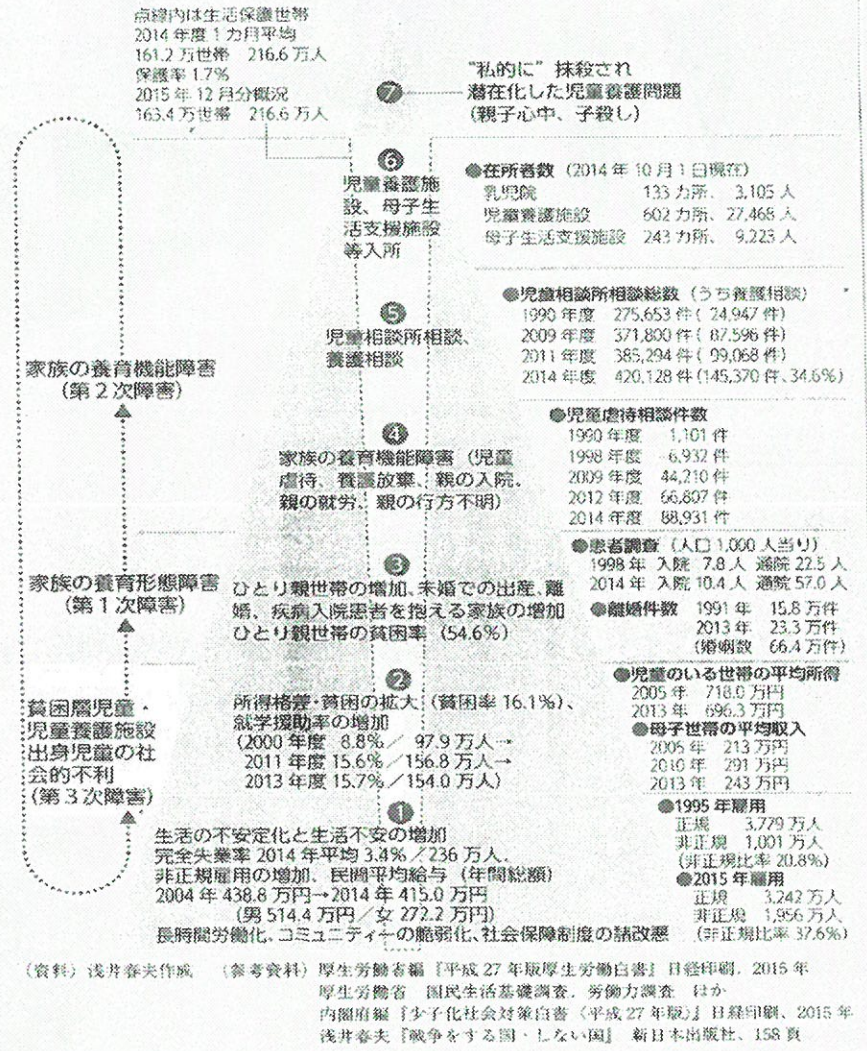 点線内は生活保護世帯
2014年度1カ月平均
161.2万世帯 216.6万人
保護率1.7%
2015年12月分概況
163.4万世帯 216.6万人
❼
"私的に"抹殺され
潜在化した児童養護問題
(親子心中、子殺し)
❻
児童養護施
設、母子生
活支援施設
等入所
●在所者数(2014年10月1日現在)
乳児院 133カ所、 3,105人
児童養護施設 602カ所、27,468人
母子生活支援施設 243カ所、 9,223人
❺
児童相談所相談、
養護相談
●児童相談所相談総数(うち養護相談)
1990年度 275,653件( 24,947件)
2009年度 371,800件( 87,596件)
2011年度 385,294件( 99,068件)
2014年度 420,128件(145,370件、34.6%)
家族の養育機能障害
(第2次障害)
❹
家族の養育機能障害(児童
虐待、養護放棄、親の入院、
親の就労、親の行方不明)
●児童虐待相談件数
1990年度 1,101件
1998年度 6,932件
2009年度 44,210件
2012年度 66,807件
2014年度 88,931件
家族の養育形態障害
(第1次障害)
❸
ひとり親世帯の増加、未婚での出産、離
婚、疾病入院患者を抱える家族の増加
ひとり親世帯の貧困率(54.6%)
●患者調査(人口1,000人当り)
1998年 入院 7.8人 通院22.5人
2014年 入院10.4人 通院57.0人
●離婚件数 1991年 15.8万件
2013年 23.3万件
(婚姻数 66.4万件)
貧困層児童・
児童養護施設
出身児童の社
会的不利
(第3次障害)
❷
所得格差・貧困の拡大(貧困率16.1%)、
就学援助率の増加
(2000年度 8.8%/ 97.9万人→
2011年度15.6%/156.8万人→
2013年度15.7%/154.0万人)
●児童のいる世帯の平均所得
2005年 718.0万円
2013年 696.3万円
●母子世帯の平均収入
2005年 213万円
2010年 291万円
2013年 243万円
❶
生活の不安定化と生活不安の増加
完全失業率2014年平均3.4%/236万人、
非正規雇用の増加、民間平均給与(年間総額)
2004年438.8万円→2014年415.0万円
(男514.4万円/女272.2万円)
長時間労働化、コミュニティーの脆弱化、社会保障制度の諸改悪
●1995年雇用
正規 3,779万人
非正規 1,001万人
(非正規比率20.8%)
●2015年雇用
正規 3,242万人
非正規 1,956万人
(非正規比率37.6%)
(資料)浅井春夫作成 (参考資料)厚生労働省編『平成27年版厚生労働白書』日経印刷、2015年
厚生労働省 国民生活基礎調査、労働力調査 ほか
内閣府編『少子化社会対策白書(平成27年版)』日経印刷、2015年
浅井春夫『戦争をする国・しない国』新日本出版社、158頁